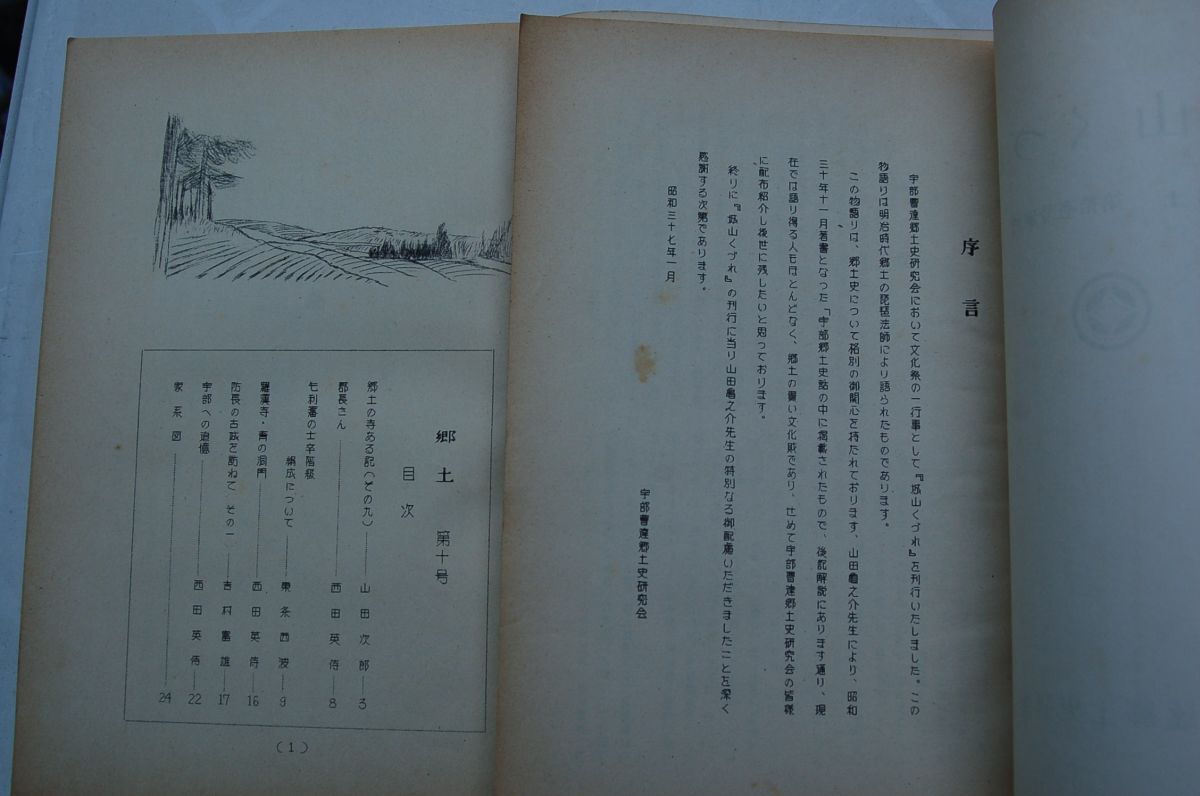 序言
宇部曹達郷土史研究会において文化祭の一行事として『城山くづれ』を刊行いたしました。この
物語りは明治時代郷土の琵琶法師により語られたものであります。
この物語りは、郷土史について格別の御関心を持たれております、山田亀之介先生により、昭和
三十年十一月著書となった「宇部郷土史話の中に掲載されたもので、後記解説にあります通り、現
在では語り得る人もほとんどなく、郷土の貴い文化財であり、せめて宇部曹達郷土史研究会の皆様
に配布紹介し後世に残したいと思っております。
終りに『城山くづれ』の刊行に当り山田亀之介先生の特別なる御配慮いただきましたことを深く
感謝する次第であります。
昭和三十七年一月
宇部曹達郷土史研究会
郷土 第十号
目次
郷土の寺ある記(その九) 山田次郎 3
部長さん 西田英侍 8
毛利藩の士卒階級
編成について 東条西波 9
羅漢寺・青の洞門 西田英侍 16
防長の古城を訪ねて その一 吉村富雄 17
宇部への追憶 西田英侍 22
家系図 24
(1)
山く